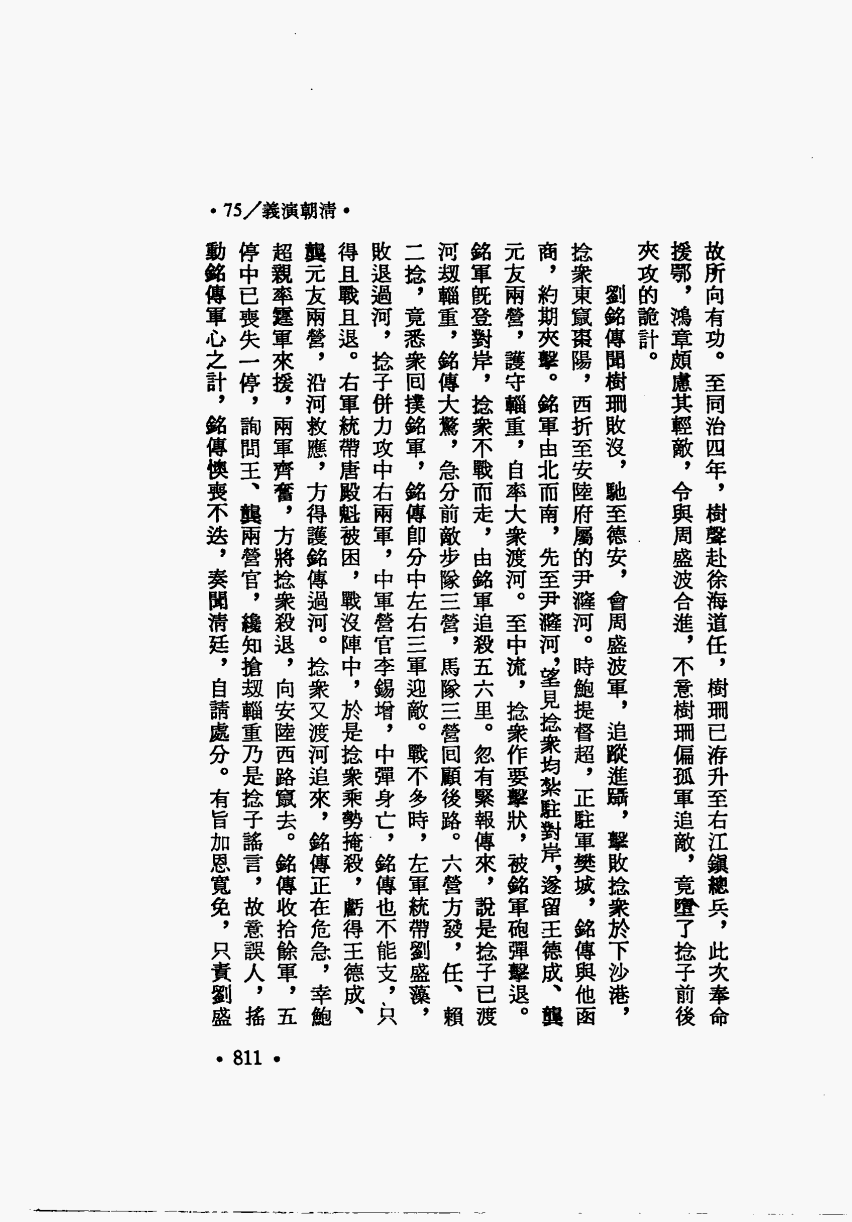 •75/義演朝清•
故所向有功。至同治四年，樹聲赴徐海道任，樹珊已洊升至右江鎭總兵，此次奉命
援鄂，鴻章頗慮其輕敵，令與周盛波合進，不意樹珊偏孤軍追敵，竟墮了捻子前後
夾攻的詭計。
劉銘傳聞樹珊敗沒，馳至德安，會周盛波軍，追蹤進躡，擊敗捻衆於下沙港，
捻衆東竄棗陽，西折至安陸府屬的尹漋河。時鮑提督超，正駐軍樊城，銘傳與他函
商，約期夾擊。銘軍由北而南，先至尹漋河，望見捻衆均紮駐對岸，遂留王德成、龔
元友兩營，護守輜重，自率大衆渡河。至中流，捻衆作要擊狀，被銘軍砲彈擊退。
銘軍旣登對岸，捻衆不戰而走，由銘軍追殺五六里。忽有緊報傳來，說是捻子已渡
河刼輜重，銘傳大驚，急分前敵步隊三營，馬隊三營回顧後路。六營方發，任、賴
二捻，竟悉衆回撲銘軍，銘傳卽分中左右三軍迎敵。戰不多時，左軍統帶劉盛藻，
敗退過河，捻子併力攻中右兩軍，中軍營官李錫增，中彈身亡，銘傳也不能支，只
得且戰且退。右軍統帶唐殿魁被困，戰沒陣中，於是捻衆乘勢掩殺，虧得王德成、
龔元友兩營，沿河救應，方得護銘傳過河。捻衆又渡河追來，銘傳正在危急，幸鮑
超親率霆軍來援，兩軍齊奮，方將捻衆殺退，向安陸西路竄去。銘傳收拾餘軍，五
停中已喪失一停，詢問王、龔兩營官，纔知搶刼輜重乃是捻子謠言，故意誤人，搖
動銘傳軍心之計，銘傳懊喪不迭，奏聞清廷，自請處分。有旨加恩寬免，只責劉盛
•811•